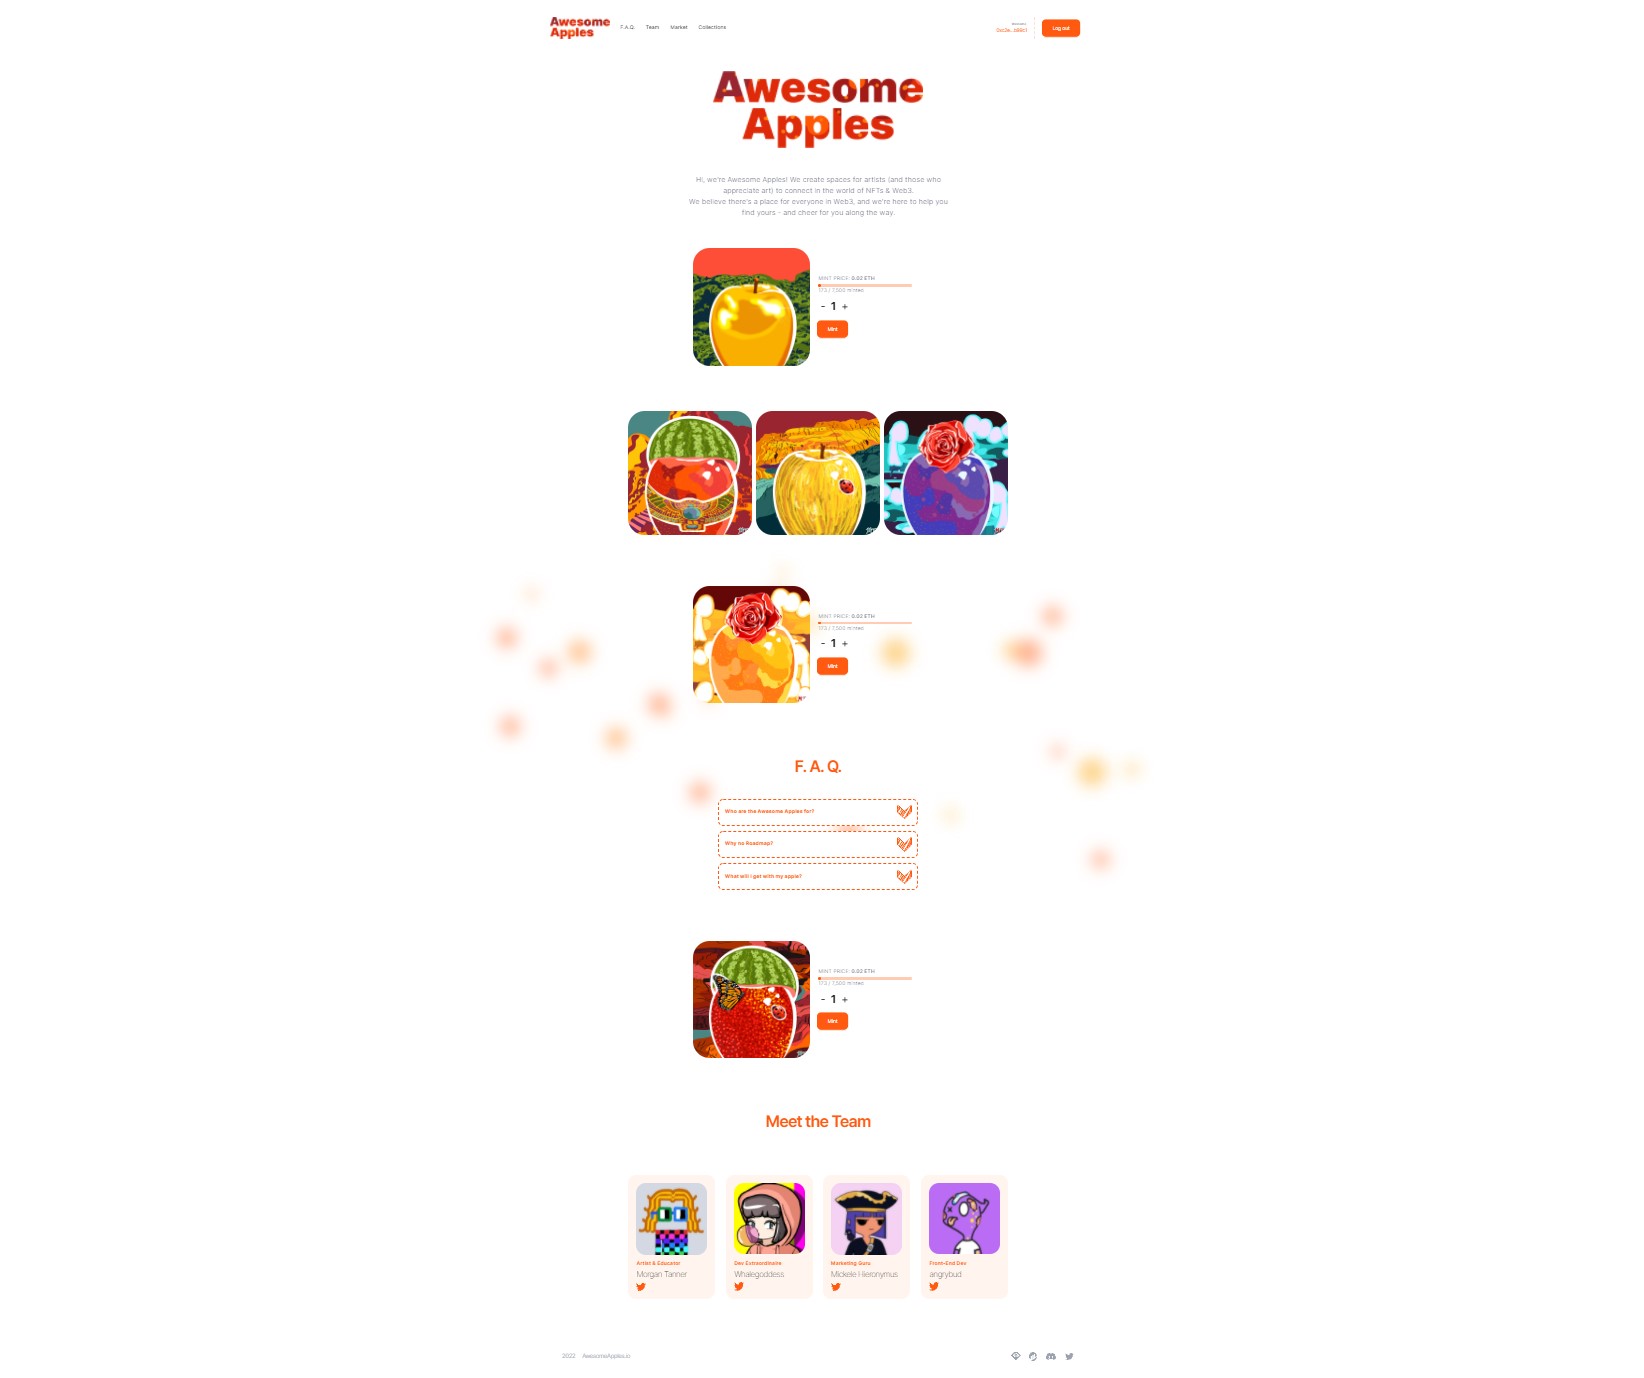 Awesome
Apples
F.A.Q. Team Market Collections
Log out
Awesome
Apples
Hi, we're Awesome Apples! We create spaces for artists (and those who
appreciate art) to connect in the world of NFTs & Web3.
We believe there's a place for everyone in Web3, and we're here to help you
find yours - and cheer for you along the way.
MINT PRICE: 0.02 ETH
173 / 7,500 minted
- 1 +
Mint
MINT PRICE: 0.02 ETH
173 / 7,500 minted
- 1 +
Mint
F. A. Q.
Who are the Awesome Apples for?
Why no Roadmap?
What will I get with my apple?
MINT PRICE: 0.02 ETH
173 / 7,500 minted
- 1 +
Mint
Meet the Team
Artist & Educator
Morgan Tanner
Dev Extraordinaire
Whalegoddess
Marketing Guru
Mickele Hieronymus
Front-End Dev
angrybud
2022 AwesomeApples.io